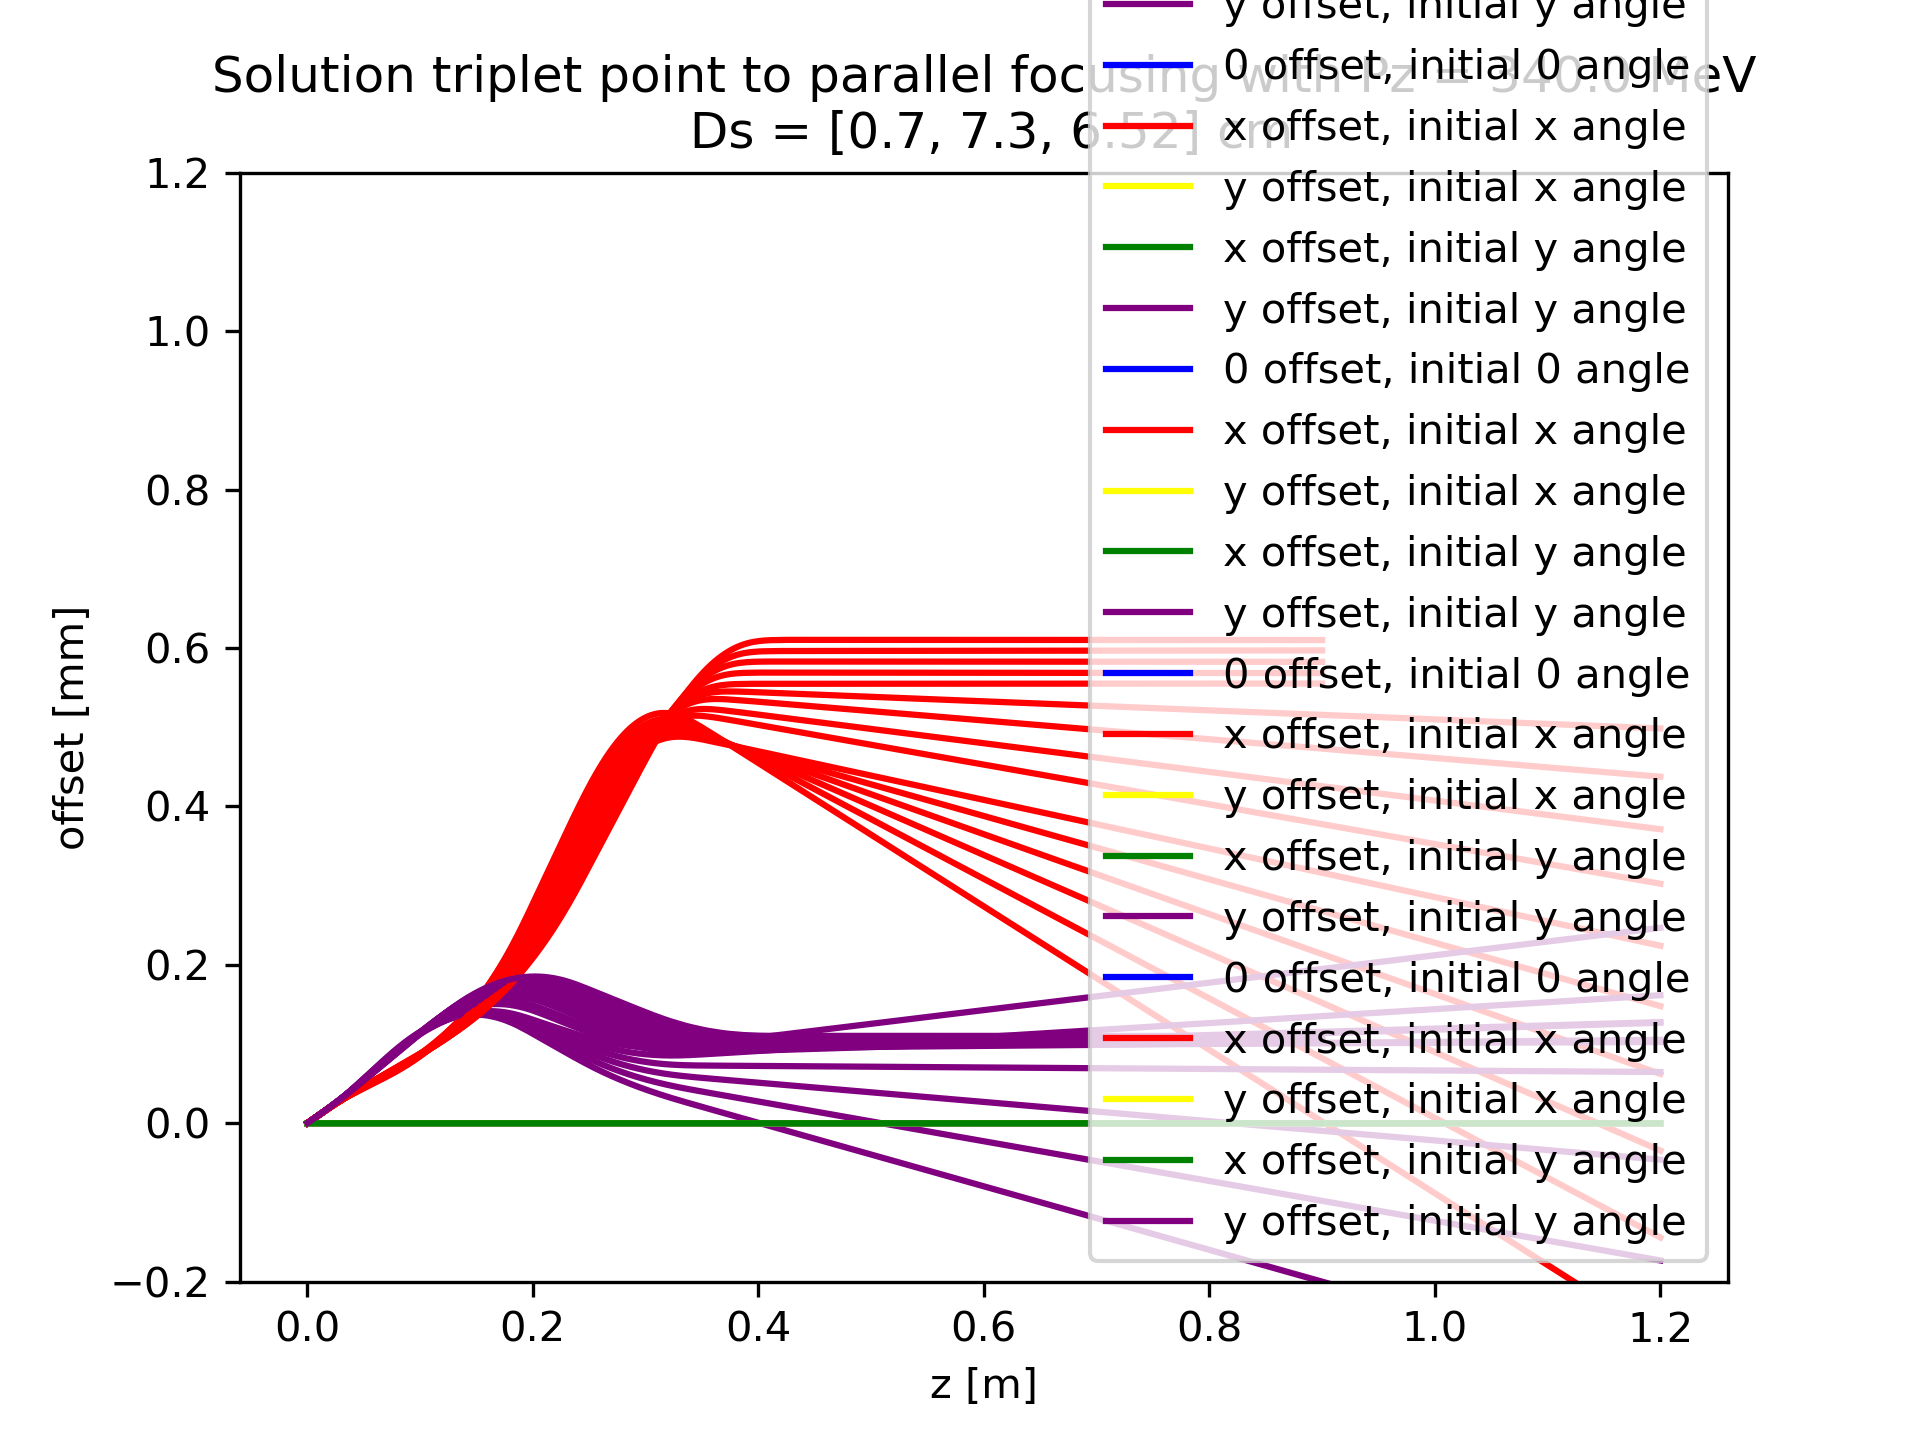 y offset, initial y angle
Solution triplet point to parallel focusing with Pz = 340.0 MeV
Ds = [0.7, 7.3, 6.52] cm
0 offset, initial 0 angle
x offset, initial x angle
y offset, initial x angle
x offset, initial y angle
y offset, initial y angle
0 offset, initial 0 angle
x offset, initial x angle
y offset, initial x angle
x offset, initial y angle
y offset, initial y angle
0 offset, initial 0 angle
x offset, initial x angle
y offset, initial x angle
x offset, initial y angle
y offset, initial y angle
0 offset, initial 0 angle
x offset, initial x angle
y offset, initial x angle
x offset, initial y angle
y offset, initial y angle
offset [mm]
1.2
1.0
0.8
0.6
0.4
0.2
0.0
−0.2
0.0 0.2 0.4 0.6 0.8 1.0 1.2
z [m]